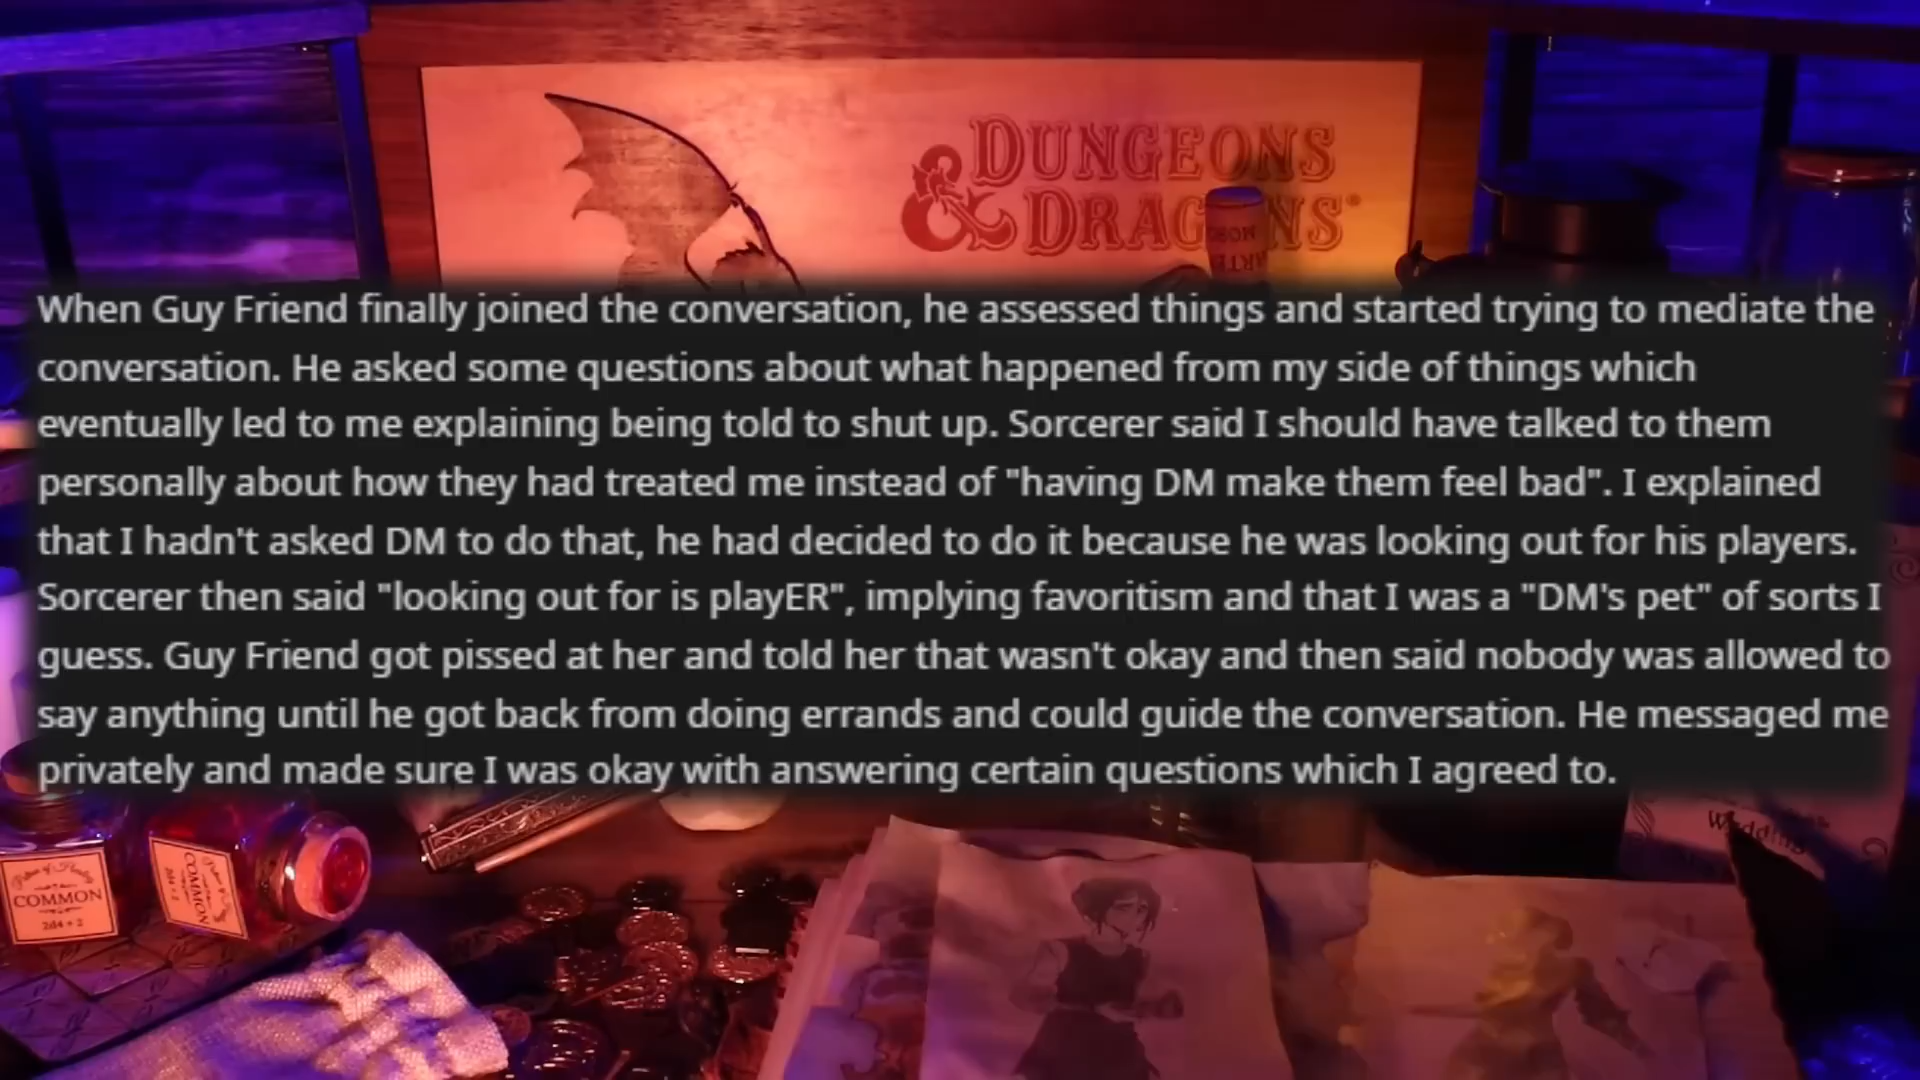 DUNGEONS
& DRAGONS
When Guy Friend finally joined the conversation, he assessed things and started trying to mediate the
conversation. He asked some questions about what happened from my side of things which
eventually led to me explaining being told to shut up. Sorcerer said I should have talked to them
personally about how they had treated me instead of "having DM make them feel bad". I explained
that I hadn't asked DM to do that, he had decided to do it because he was looking out for his players.
Sorcerer then said "looking out for is playER", implying favoritism and that I was a "DM's pet" of sorts I
guess. Guy Friend got pissed at her and told her that wasn't okay and then said nobody was allowed to
say anything until he got back from doing errands and could guide the conversation. He messaged me
privately and made sure I was okay with answering certain questions which I agreed to.
COMMON
2d4 + 2
COMMON
2d4 + 2